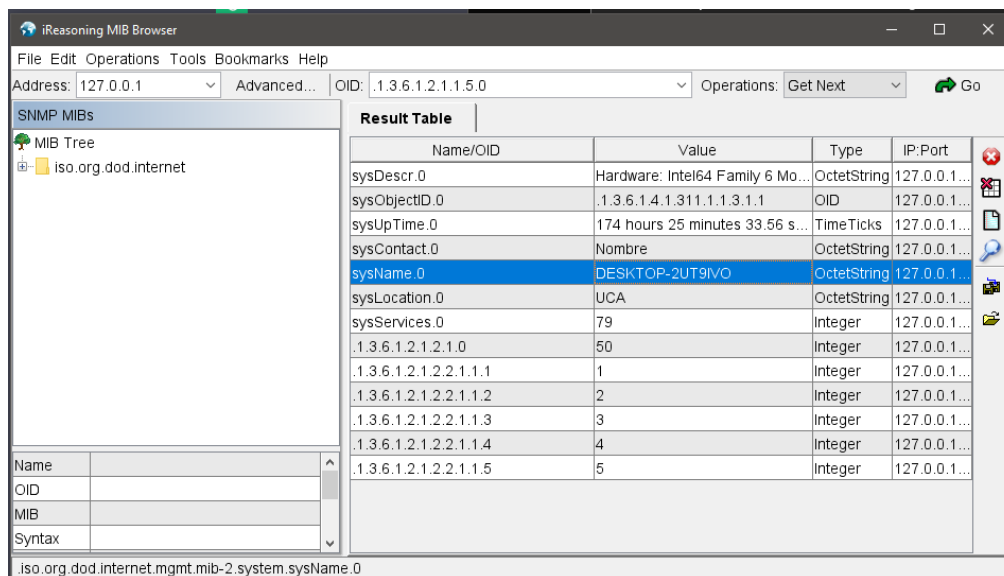 iReasoning MIB Browser
File Edit Operations Tools Bookmarks Help
Address: 127.0.0.1 Advanced... OID: .1.3.6.1.2.1.1.5.0 Operations: Get Next Go
SNMP MIBs
MIB Tree
iso.org.dod.internet
Result Table
Name/OID Value Type IP:Port
sysDescr.0 Hardware: Intel64 Family 6 Mo... OctetString 127.0.0.1...
sysObjectID.0 .1.3.6.1.4.1.311.1.1.3.1.1 OID 127.0.0.1...
sysUpTime.0 174 hours 25 minutes 33.56 s... TimeTicks 127.0.0.1...
sysContact.0 Nombre OctetString 127.0.0.1...
sysName.0 DESKTOP-2UT9IVO OctetString 127.0.0.1...
sysLocation.0 UCA OctetString 127.0.0.1...
sysServices.0 79 Integer 127.0.0.1...
.1.3.6.1.2.1.2.1.0 50 Integer 127.0.0.1...
.1.3.6.1.2.1.2.2.1.1.1 1 Integer 127.0.0.1...
.1.3.6.1.2.1.2.2.1.1.2 2 Integer 127.0.0.1...
.1.3.6.1.2.1.2.2.1.1.3 3 Integer 127.0.0.1...
.1.3.6.1.2.1.2.2.1.1.4 4 Integer 127.0.0.1...
.1.3.6.1.2.1.2.2.1.1.5 5 Integer 127.0.0.1...
Name
OID
MIB
Syntax
.iso.org.dod.internet.mgmt.mib-2.system.sysName.0